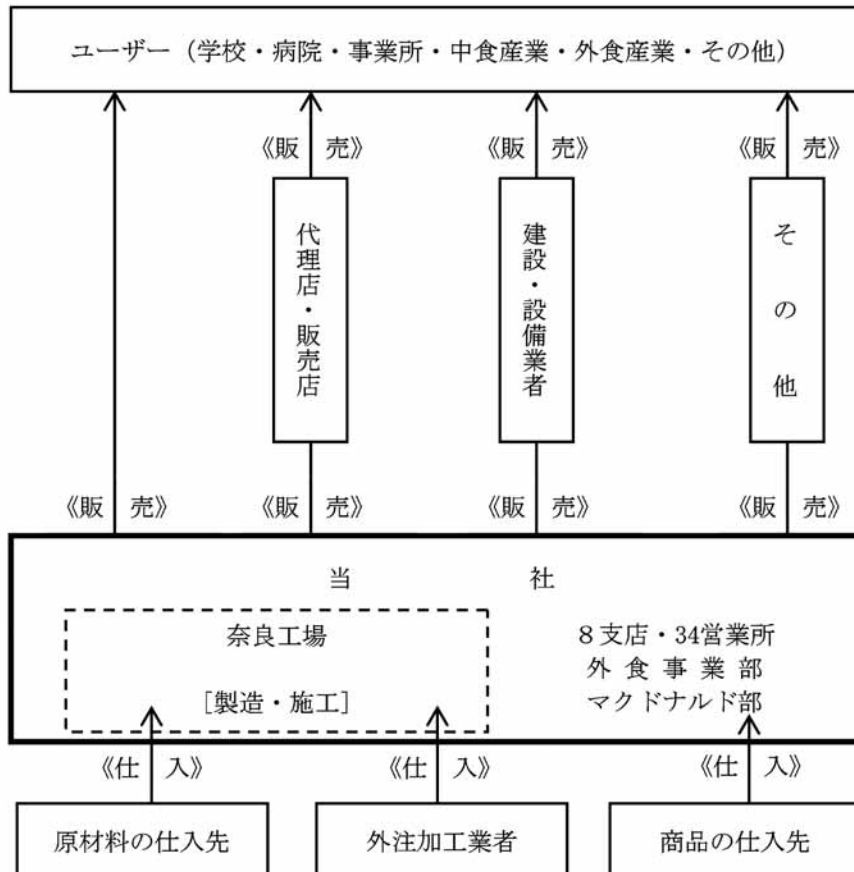 ユーザー（学校・病院・事業所・中食産業・外食産業・その他）
《販 売》 《販 売》 《販 売》
代理店・販売店
建設・設備業者
その他
《販 売》 《販 売》 《販 売》 《販 売》
当 社
奈良工場
[製造・施工]
８支店・34営業所
外食事業部
マクドナルド部
《仕 入》 《仕 入》 《仕 入》
原材料の仕入先
外注加工業者
商品の仕入先